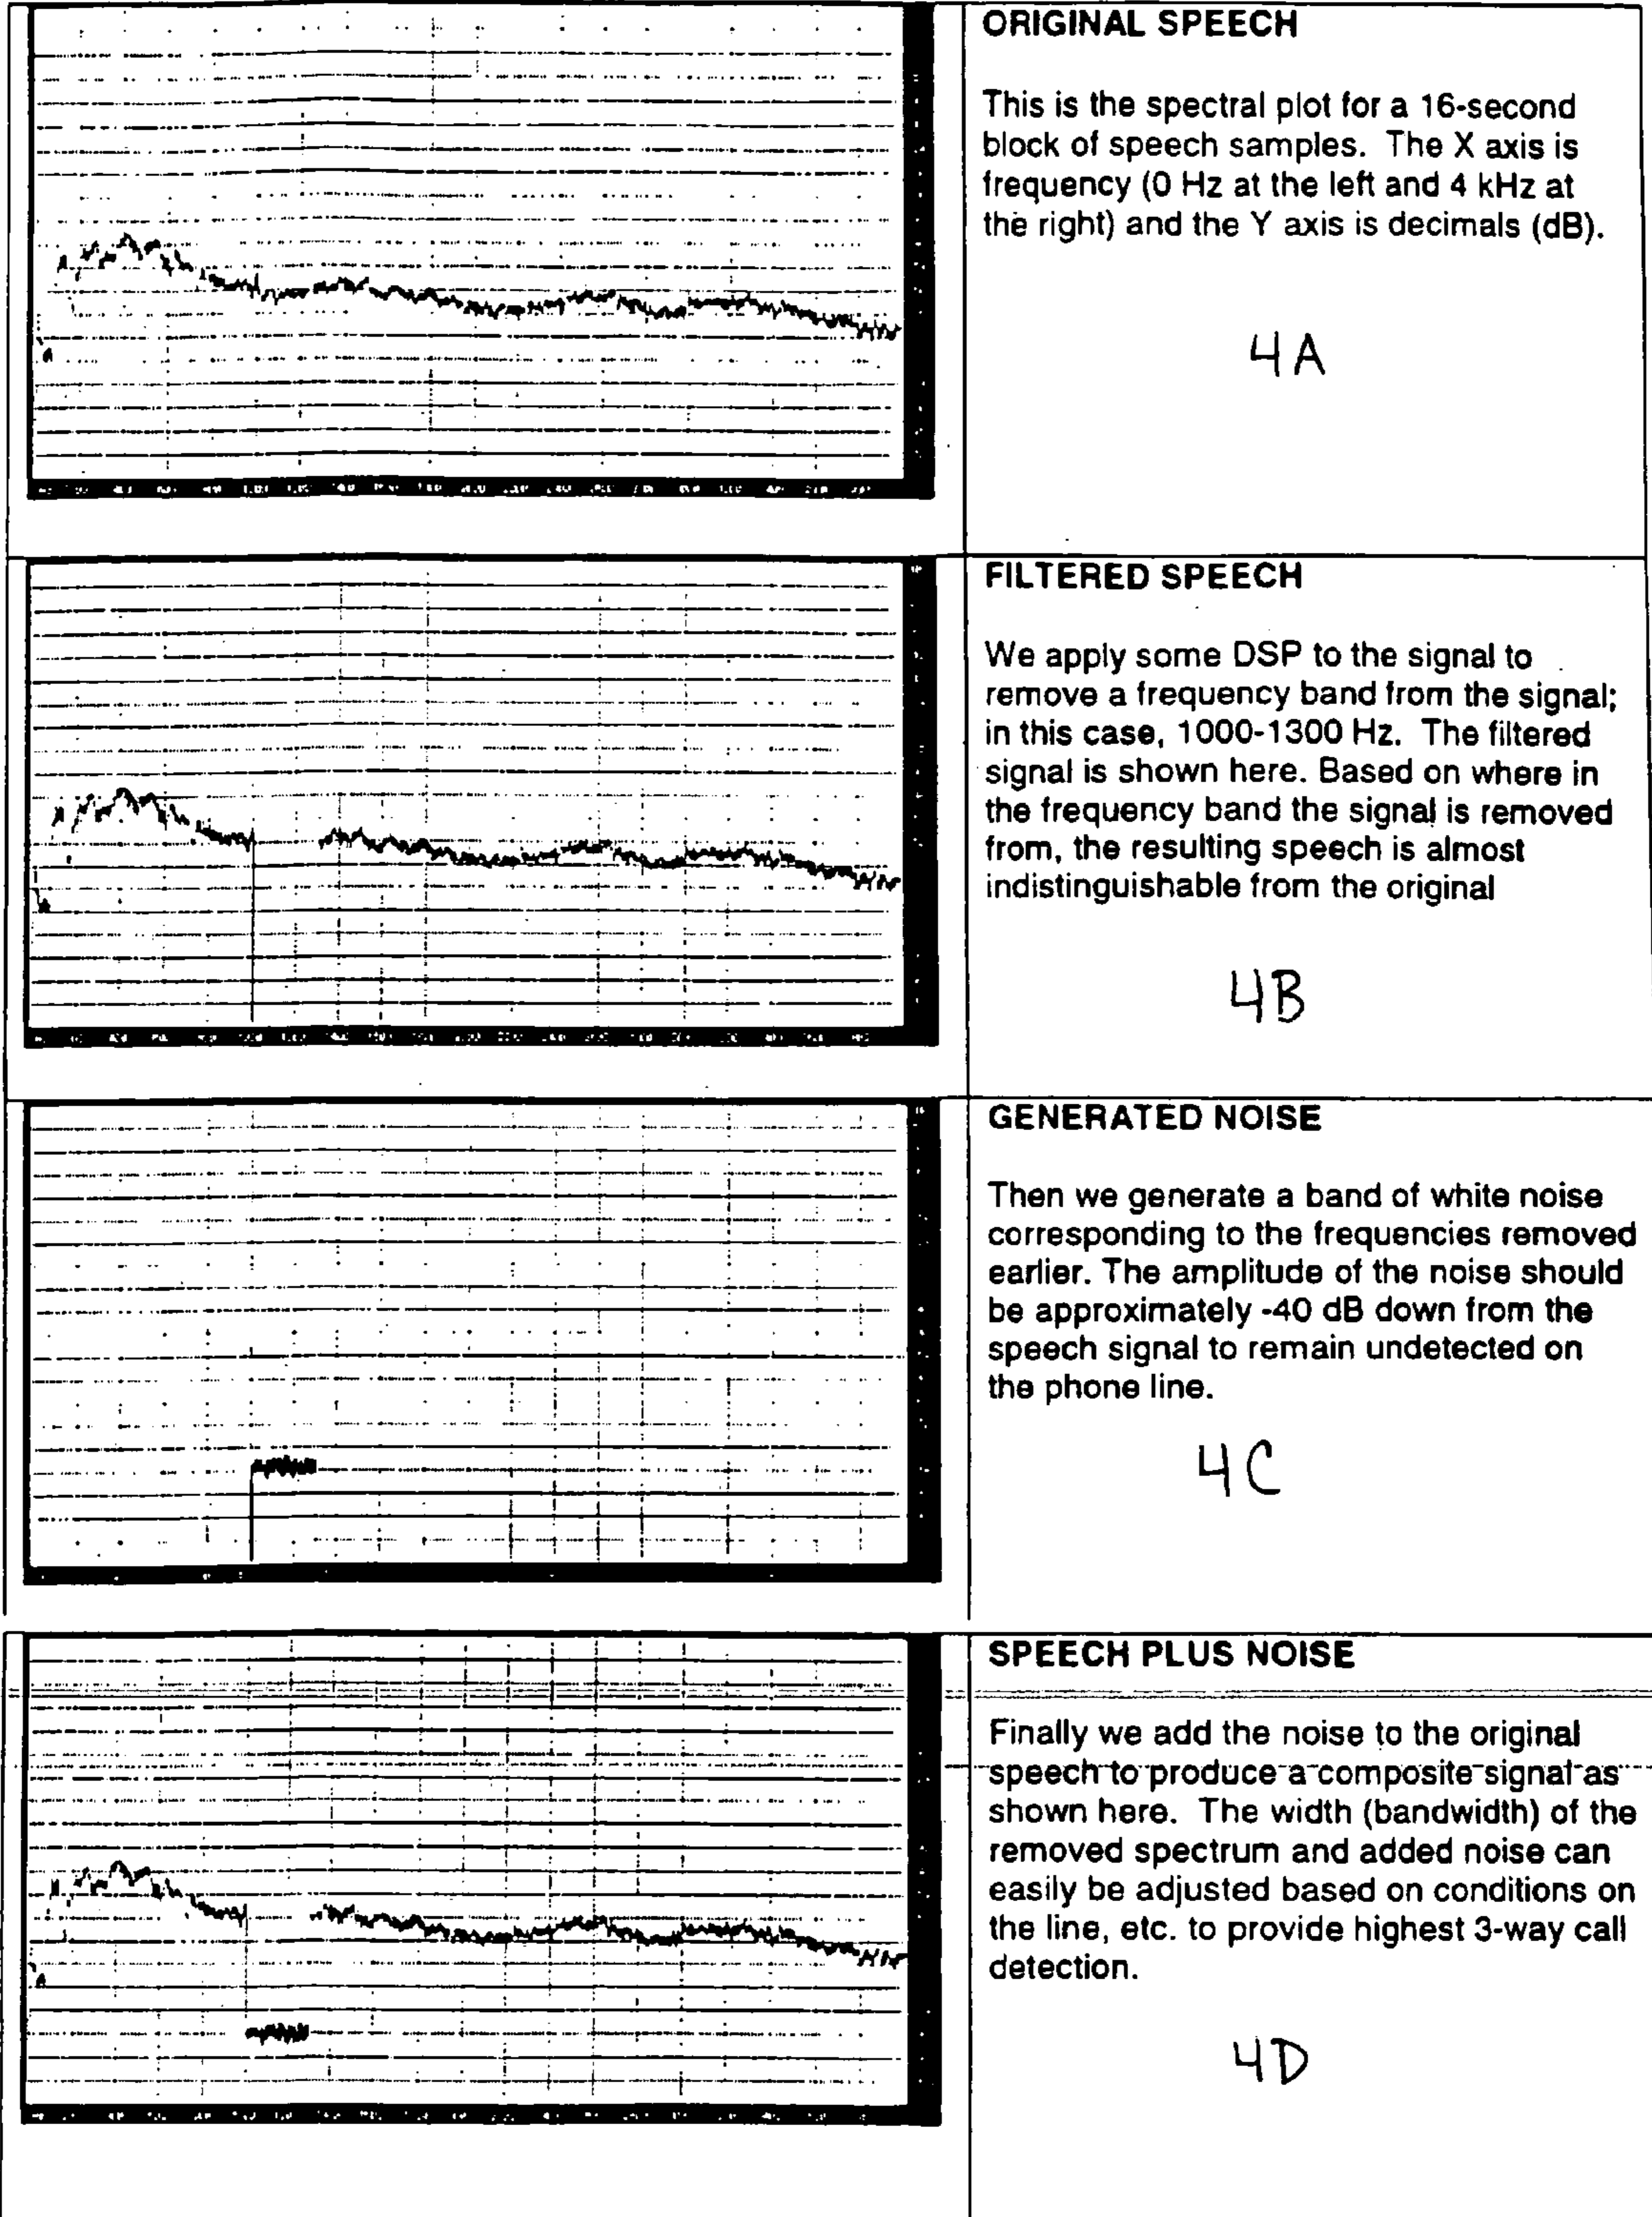 ORIGINAL SPEECH
This is the spectral plot for a 16-second
block of speech samples. The X axis is
frequency (0 Hz at the left and 4 kHz at
the right) and the Y axis is decimals (dB).
4A
FILTERED SPEECH
We apply some DSP to the signal to
remove a frequency band from the signal;
in this case, 1000-1300 Hz. The filtered
signal is shown here. Based on where in
the frequency band the signal is removed
from, the resulting speech is almost
indistinguishable from the original
4B
GENERATED NOISE
Then we generate a band of white noise
corresponding to the frequencies removed
earlier. The amplitude of the noise should
be approximately -40 dB down from the
speech signal to remain undetected on
the phone line.
4C
SPEECH PLUS NOISE
Finally we add the noise to the original
speech to produce a composite signal as
shown here. The width (bandwidth) of the
removed spectrum and added noise can
easily be adjusted based on conditions on
the line, etc. to provide highest 3-way call
detection.
4D